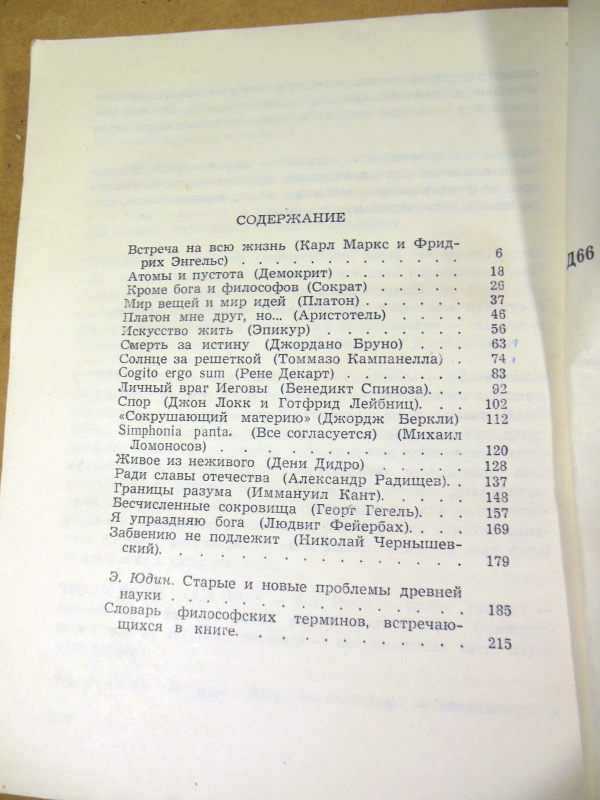 СОДЕРЖАНИЕ
Встреча на всю жизнь (Карл Маркс и Фрид-
рих Энгельс) . . . . . . . . . . . . . 6
Атомы и пустота (Демокрит) . . . . . . . 18
Кроме бога и философов (Сократ) . . . . . 26
Мир вещей и мир идей (Платон) . . . . . . 37
Платон мне друг, но... (Аристотель) . . . . 46
Искусство жить (Эпикур) . . . . . . . . 56
Смерть за истину (Джордано Бруно) . . . 63
Солнце за решеткой (Томмазо Кампанелла) . 74
Cogito ergo sum (Рене Декарт) . . . . . . 83
Личный враг Иеговы (Бенедикт Спиноза). . . 92
Спор (Джон Локк и Готфрид Лейбниц). . . 102
«Сокрушающий материю» (Джордж Беркли) 112
Simphonia panta. (Все согласуется) (Михаил
Ломоносов) . . . . . . . . . . . . . 120
Живое из неживого (Дени Дидро) . . . . . 128
Ради славы отечества (Александр Радищев). . 137
Границы разума (Иммануил Кант). . . . . 148
Бесчисленные сокровища (Георг Гегель). . . 157
Я упраздняю бога (Людвиг Фейербах). . . . 169
Забвению не подлежит (Николай Чернышев-
ский). . . . . . . . . . . . . . . . 179
Э. Юдин. Старые и новые проблемы древней
науки . . . . . . . . . . . . . . . 185
Словарь философских терминов, встречаю-
щихся в книге. . . . . . . . . . . . 215
Д66